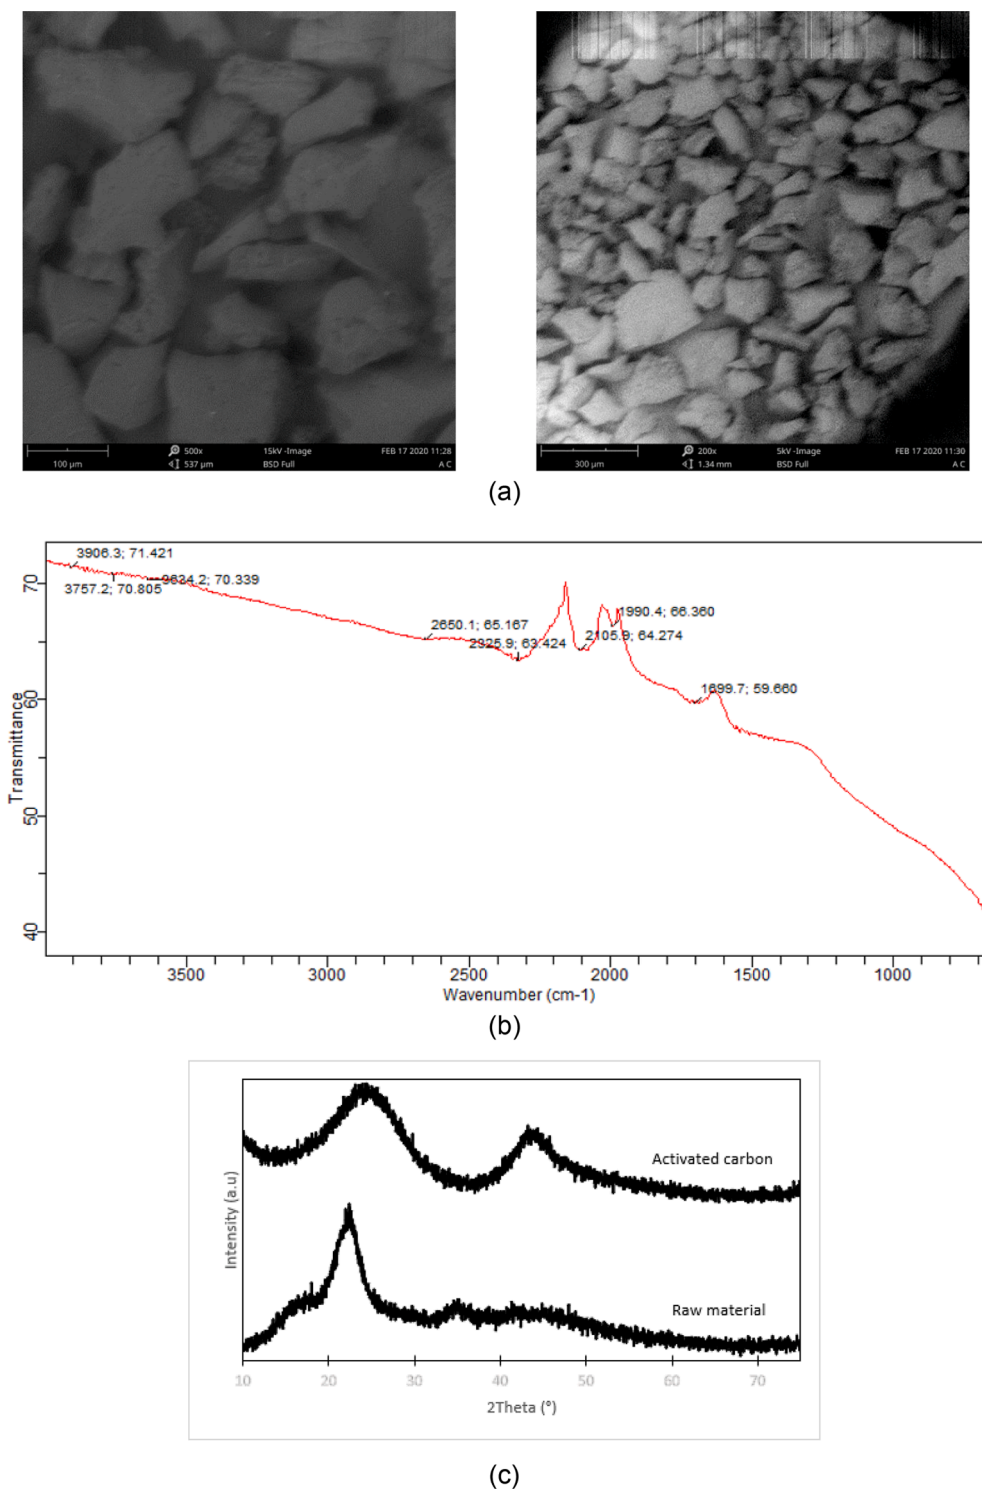 500x 15kV -Image FEB 17 2020 11:28
100 µm 537 µm BSD Full A C
200x 5kV -Image FEB 17 2020 11:30
300 µm 1.34 mm BSD Full A C
(a)
3906.3; 71.421
3757.2; 70.805
3634.2; 70.339
2650.1; 65.167
2325.9; 63.424
1990.4; 66.360
2105.9; 64.274
1699.7; 59.660
Transmittance
70
60
50
40
3500 3000 2500 2000 1500 1000
Wavenumber (cm-1)
(b)
Intensity (a.u)
Activated carbon
Raw material
10 20 30 40 50 60 70
2Theta (°)
(c)